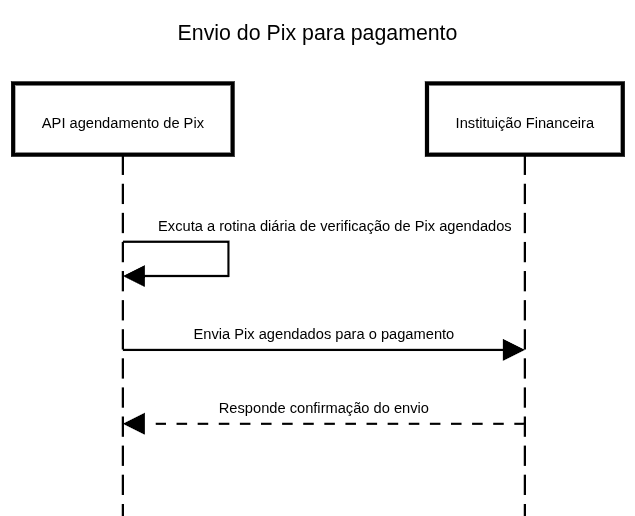 Envio do Pix para pagamento
API agendamento de Pix
Instituição Financeira
Excuta a rotina diária de verificação de Pix agendados
Envia Pix agendados para o pagamento
Responde confirmação do envio